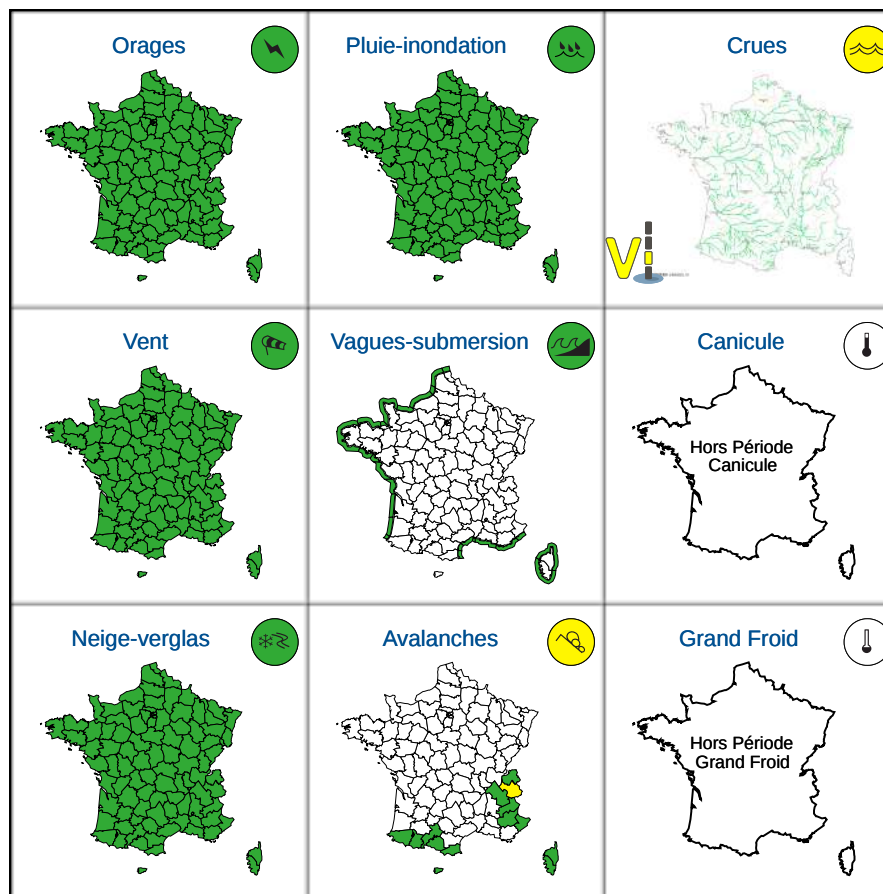 Orages
Pluie-inondation
Crues
Vi
Vent
Vagues-submersion
Canicule
Hors Période
Canicule
Neige-verglas
Avalanches
Grand Froid
Hors Période
Grand Froid